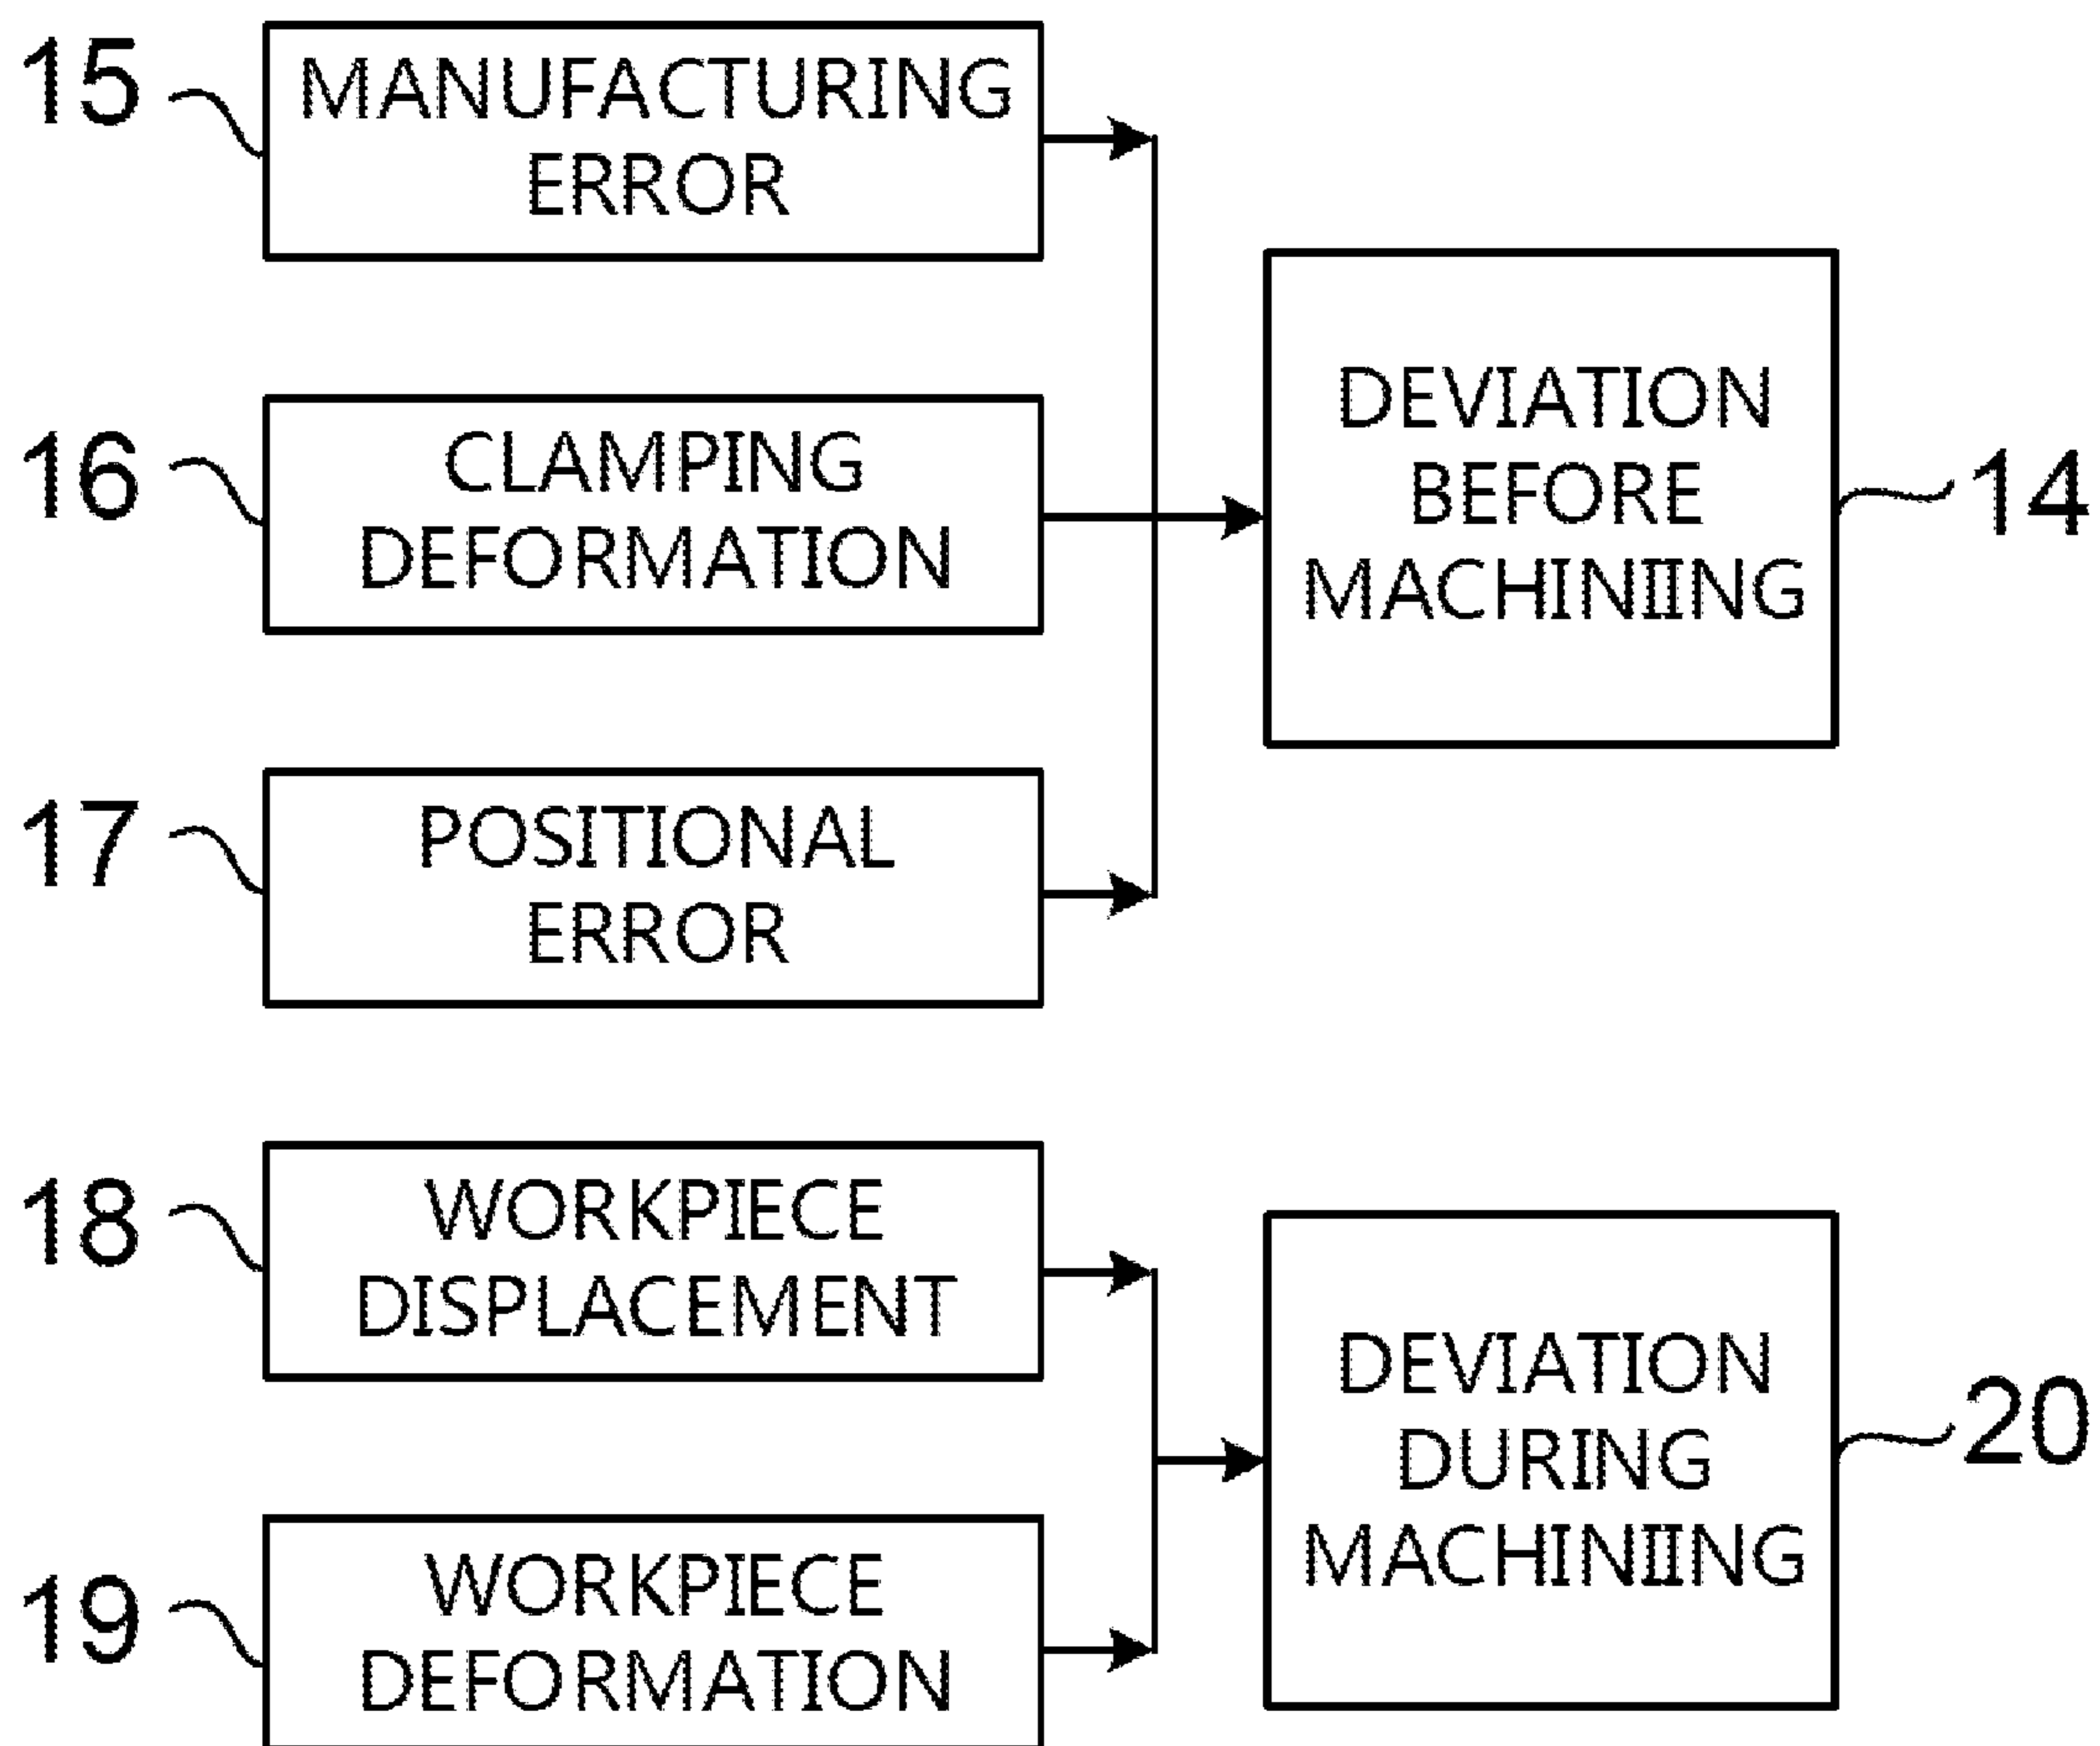 15
MANUFACTURING
ERROR
16
CLAMPING
DEFORMATION
17
POSITIONAL
ERROR
DEVIATION
BEFORE
MACHINIING
14
18
WORKPIECE
DISPLACEMENT
19
WORKPIECE
DEFORMATION
DEVIATION
DURING
MACHINIING
20